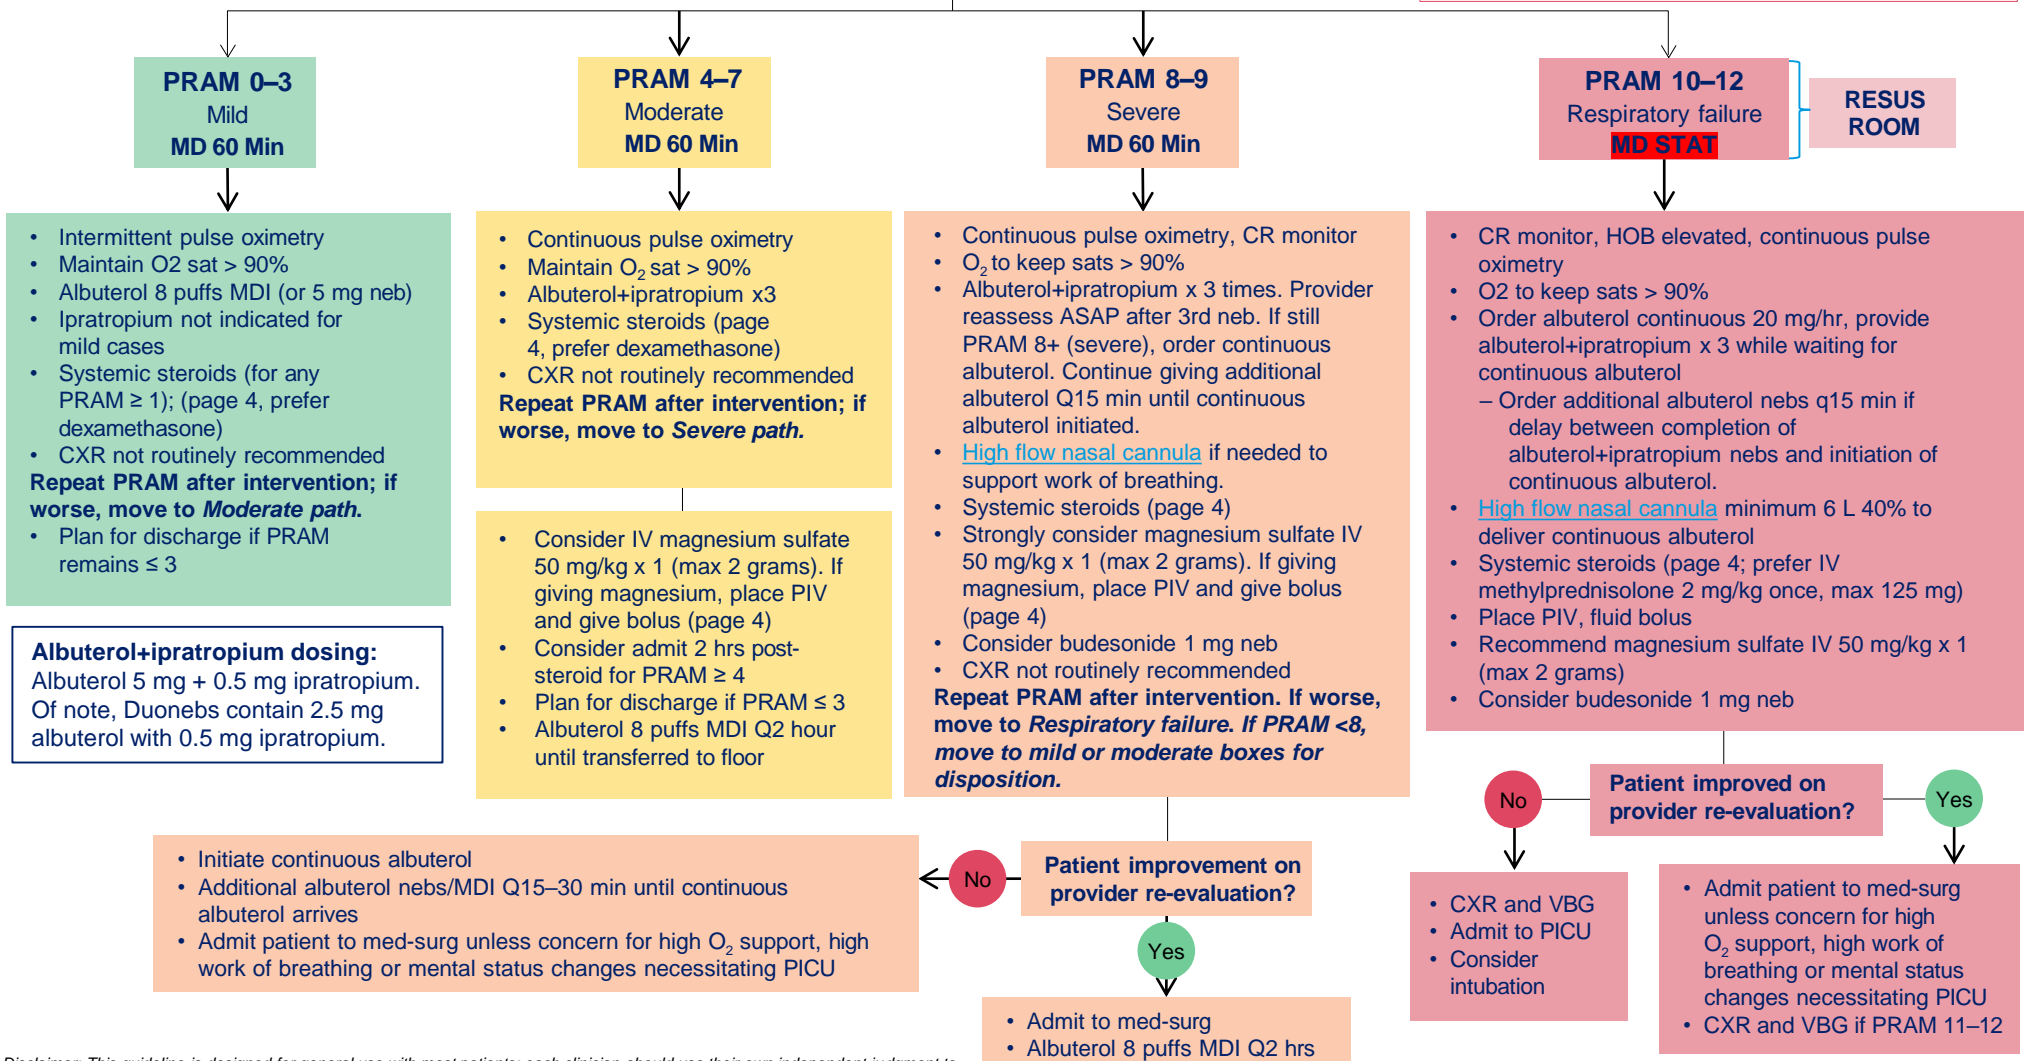 PRAM 0–3
Mild
MD 60 Min
PRAM 4–7
Moderate
MD 60 Min
PRAM 8–9
Severe
MD 60 Min
PRAM 10–12
Respiratory failure
MD STAT
RESUS
ROOM
• Intermittent pulse oximetry
• Maintain O2 sat > 90%
• Albuterol 8 puffs MDI (or 5 mg neb)
• Ipratropium not indicated for
mild cases
• Systemic steroids (for any
PRAM ≥ 1); (page 4, prefer
dexamethasone)
• CXR not routinely recommended
Repeat PRAM after intervention; if
worse, move to Moderate path.
• Plan for discharge if PRAM
remains ≤ 3
Albuterol+ipratropium dosing:
Albuterol 5 mg + 0.5 mg ipratropium.
Of note, Duonebs contain 2.5 mg
albuterol with 0.5 mg ipratropium.
• Continuous pulse oximetry
• Maintain O2 sat > 90%
• Albuterol+ipratropium x3
• Systemic steroids (page
4, prefer dexamethasone)
• CXR not routinely recommended
Repeat PRAM after intervention; if
worse, move to Severe path.
• Consider IV magnesium sulfate
50 mg/kg x 1 (max 2 grams). If
giving magnesium, place PIV
and give bolus (page 4)
• Consider admit 2 hrs post-
steroid for PRAM ≥ 4
• Plan for discharge if PRAM ≤ 3
• Albuterol 8 puffs MDI Q2 hour
until transferred to floor
• Continuous pulse oximetry, CR monitor
• O2 to keep sats > 90%
• Albuterol+ipratropium x 3 times. Provider
reassess ASAP after 3rd neb. If still
PRAM 8+ (severe), order continuous
albuterol. Continue giving additional
albuterol Q15 min until continuous
albuterol initiated.
• High flow nasal cannula if needed to
support work of breathing.
• Systemic steroids (page 4)
• Strongly consider magnesium sulfate IV
50 mg/kg x 1 (max 2 grams). If giving
magnesium, place PIV and give bolus
(page 4)
• Consider budesonide 1 mg neb
• CXR not routinely recommended
Repeat PRAM after intervention. If worse,
move to Respiratory failure. If PRAM <8,
move to mild or moderate boxes for
disposition.
• CR monitor, HOB elevated, continuous pulse
oximetry
• O2 to keep sats > 90%
• Order albuterol continuous 20 mg/hr, provide
albuterol+ipratropium x 3 while waiting for
continuous albuterol
– Order additional albuterol nebs q15 min if
delay between completion of
albuterol+ipratropium nebs and initiation of
continuous albuterol.
• High flow nasal cannula minimum 6 L 40% to
deliver continuous albuterol
• Systemic steroids (page 4; prefer IV
methylprednisolone 2 mg/kg once, max 125 mg)
• Place PIV, fluid bolus
• Recommend magnesium sulfate IV 50 mg/kg x 1
(max 2 grams)
• Consider budesonide 1 mg neb
Patient improvement on
provider re-evaluation?
No
• Initiate continuous albuterol
• Additional albuterol nebs/MDI Q15–30 min until continuous
albuterol arrives
• Admit patient to med-surg unless concern for high O2 support, high
work of breathing or mental status changes necessitating PICU
Yes
• Admit to med-surg
• Albuterol 8 puffs MDI Q2 hrs
Patient improved on
provider re-evaluation?
No
• CXR and VBG
• Admit to PICU
• Consider
intubation
Yes
• Admit patient to med-surg
unless concern for high
O2 support, high work of
breathing or mental status
changes necessitating PICU
• CXR and VBG if PRAM 11–12
Disclaimer: This guideline is designed for general use with most patients; each clinician should use their own independent judgment to